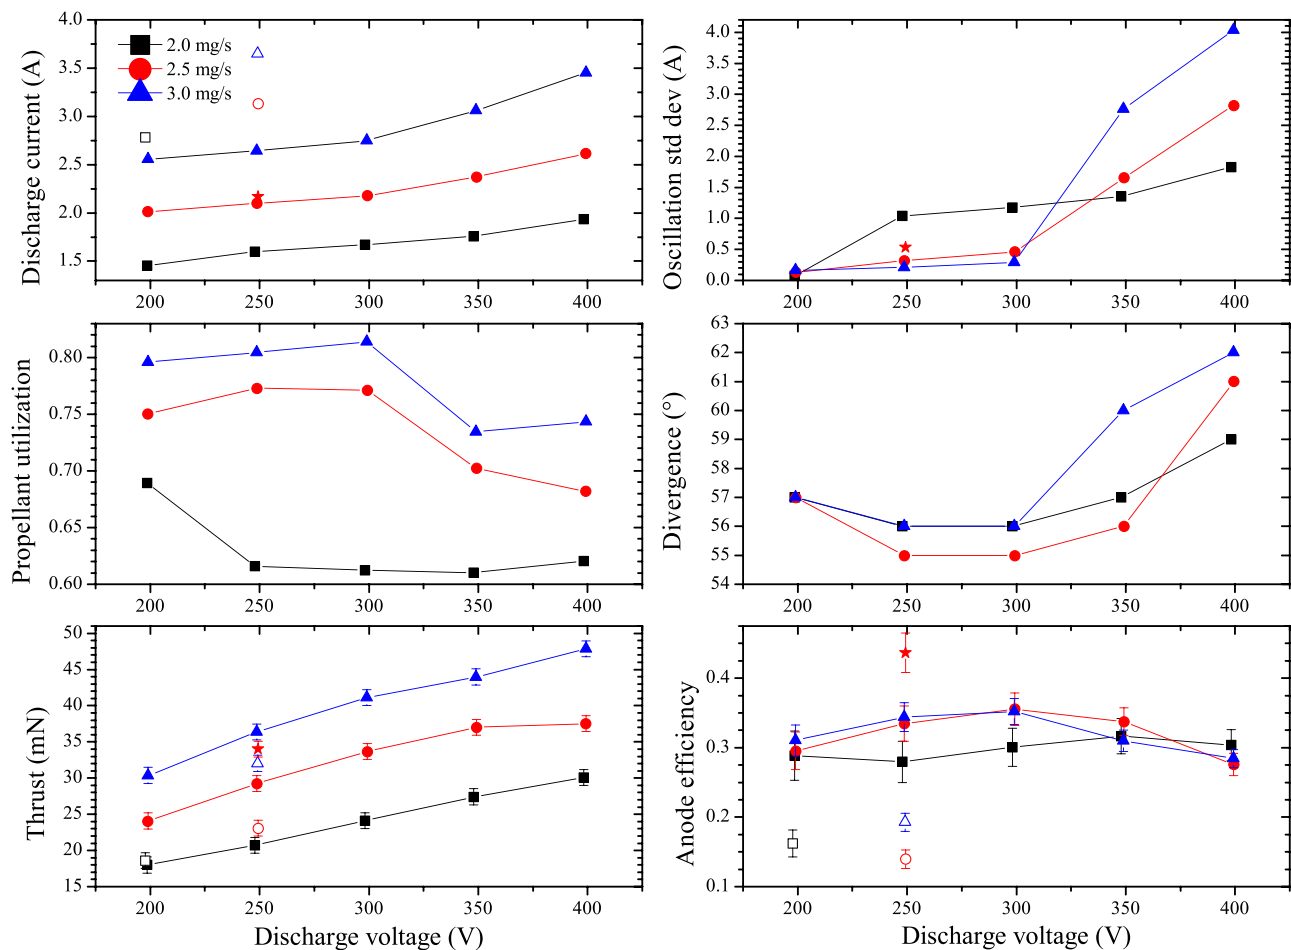 Discharge current (A)
4.0
3.5
3.0
2.5
2.0
1.5
2.0 mg/s
2.5 mg/s
3.0 mg/s
200 250 300 350 400
Oscillation std dev (A)
4.0
3.5
3.0
2.5
2.0
1.5
1.0
0.5
0.0
200 250 300 350 400
Propellant utilization
0.80
0.75
0.70
0.65
0.60
200 250 300 350 400
Divergence (°)
63
62
61
60
59
58
57
56
55
54
200 250 300 350 400
Thrust (mN)
50
45
40
35
30
25
20
15
200 250 300 350 400
Discharge voltage (V)
Anode efficiency
0.4
0.3
0.2
0.1
200 250 300 350 400
Discharge voltage (V)